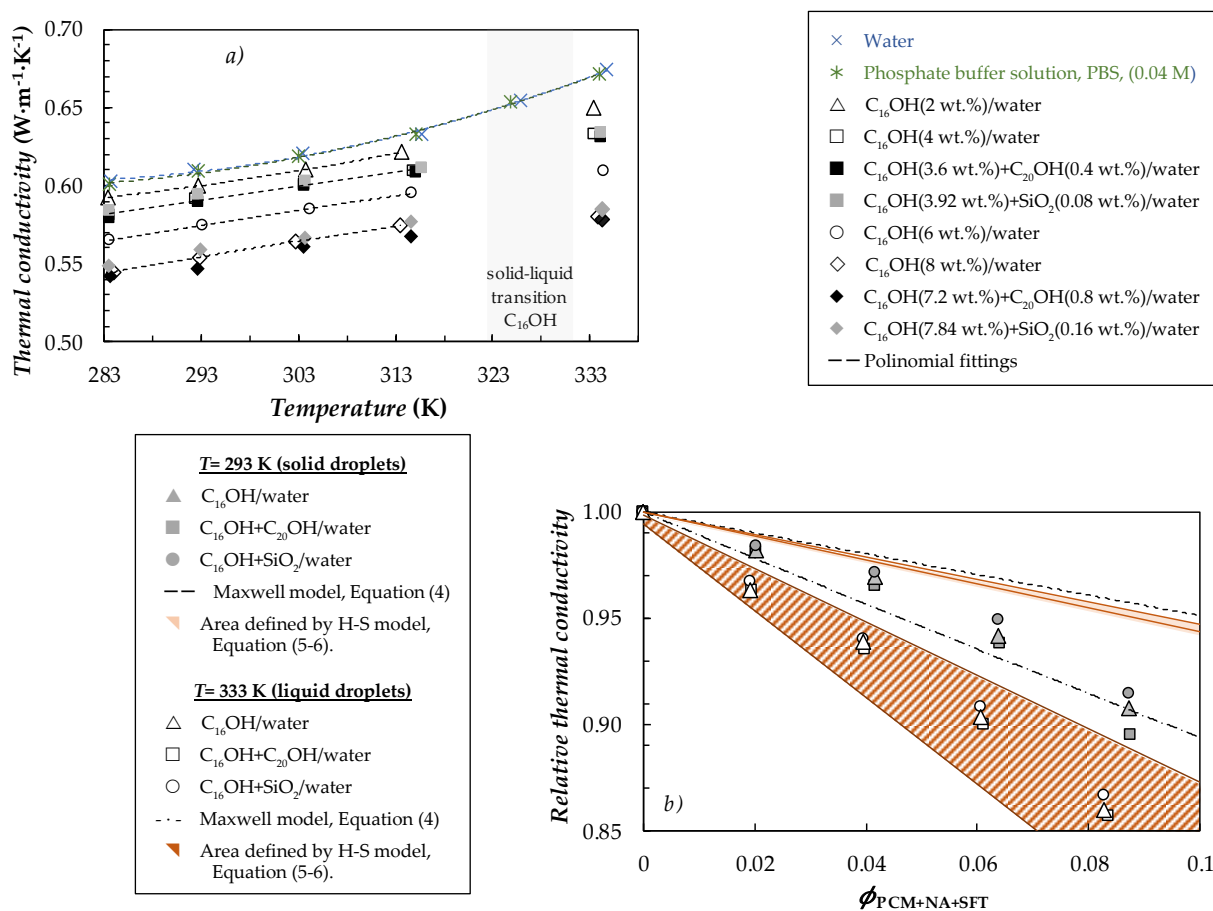 Thermal conductivity (W·m⁻¹·K⁻¹)
0.70
0.65
0.60
0.55
0.50
a)
solid-liquid
transition
C₁₆OH
283
293
303
313
323
333
Temperature (K)
Water
Phosphate buffer solution, PBS, (0.04 M)
C₁₆OH(2 wt.%)/water
C₁₆OH(4 wt.%)/water
C₁₆OH(3.6 wt.%)+C₂₀OH(0.4 wt.%)/water
C₁₆OH(3.92 wt.%)+SiO₂(0.08 wt.%)/water
C₁₆OH(6 wt.%)/water
C₁₆OH(8 wt.%)/water
C₁₆OH(7.2 wt.%)+C₂₀OH(0.8 wt.%)/water
C₁₆OH(7.84 wt.%)+SiO₂(0.16 wt.%)/water
Polinomial fittings
T= 293 K (solid droplets)
C₁₆OH/water
C₁₆OH+C₂₀OH/water
C₁₆OH+SiO₂/water
Maxwell model, Equation (4)
Area defined by H-S model,
Equation (5-6).
T= 333 K (liquid droplets)
C₁₆OH/water
C₁₆OH+C₂₀OH/water
C₁₆OH+SiO₂/water
Maxwell model, Equation (4)
Area defined by H-S model,
Equation (5-6).
Relative thermal conductivity
1.00
0.95
0.90
0.85
b)
0
0.02
0.04
0.06
0.08
0.1
ϕPCM+NA+SFT